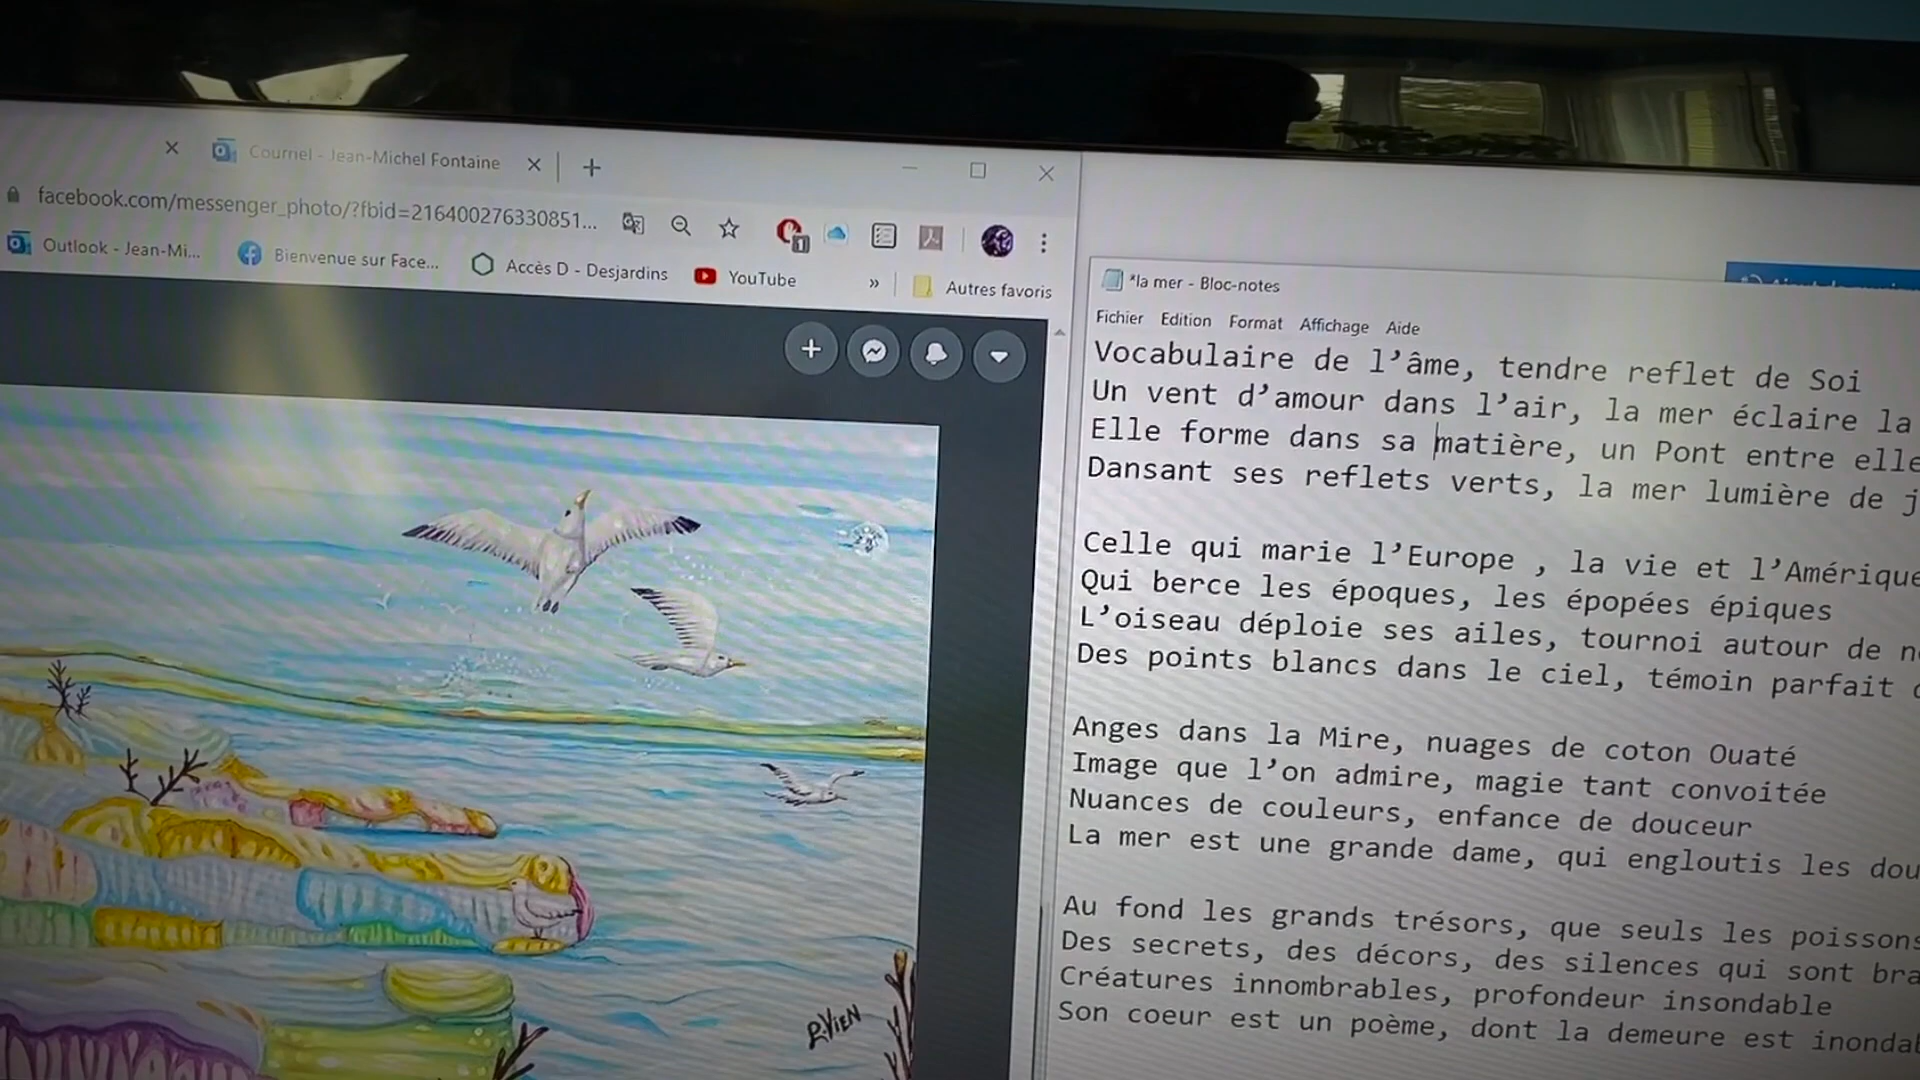 Courriel - Jean-Michel Fontaine
facebook.com/messenger_photo/?fbid=216400276330851...
Outlook - Jean-Mi...
Bienvenue sur Face...
Accès D - Desjardins
YouTube
»
Autres favoris
1
*la mer - Bloc-notes
Fichier Edition Format Affichage Aide
Vocabulaire de l’âme, tendre reflet de Soi
Un vent d’amour dans l’air, la mer éclaire la
Elle forme dans sa matière, un Pont entre elle
Dansant ses reflets verts, la mer lumière de j
Celle qui marie l’Europe , la vie et l’Amérique
Qui berce les époques, les épopées épiques
L’oiseau déploie ses ailes, tournoi autour de
Des points blancs dans le ciel, témoin parfait
Anges dans la Mire, nuages de coton Ouaté
Image que l’on admire, magie tant convoitée
Nuances de couleurs, enfance de douceur
La mer est une grande dame, qui engloutis les dou
Au fond les grands trésors, que seuls les poissons
Des secrets, des décors, des silences qui sont bra
Créatures innombrables, profondeur insondable
Son coeur est un poème, dont la demeure est inonda
P.VIEN